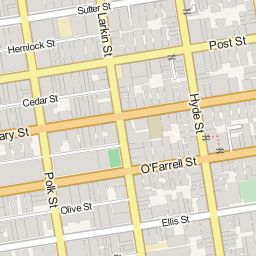 Sutter St
Larkin St
Hemlock St
Post St
Cedar St
Hyde St
ary St
O'Farrell St
Polk St
Olive St
Ellis St